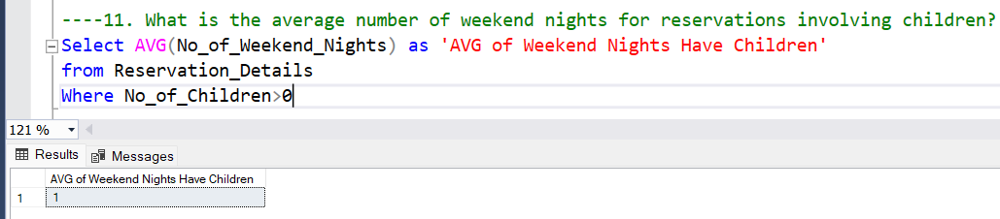 ----11. What is the average number of weekend nights for reservations involving children?
Select AVG(No_of_Weekend_Nights) as 'AVG of Weekend Nights Have Children'
from Reservation_Details
Where No_of_Children>0
121 %
Results Messages
AVG of Weekend Nights Have Children
1 1